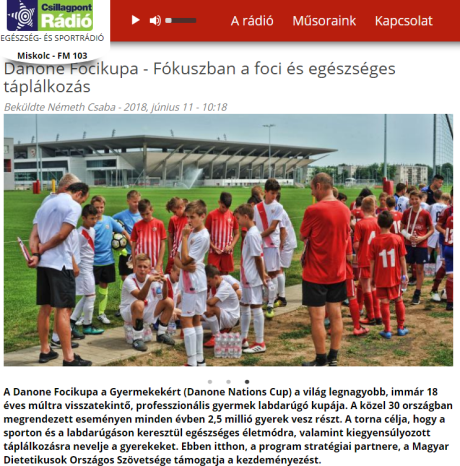 Csillagpont
Rádió
EGÉSZSÉG- ÉS SPORTRÁDIÓ
Miskolc - FM 103
A rádió Műsoraink Kapcsolat
Danone Focikupa - Fókuszban a foci és egészséges
táplálkozás
Beküldte Németh Csaba - 2018, június 11 - 10:18
11
A Danone Focikupa a Gyermekekért (Danone Nations Cup) a világ legnagyobb, immár 18
éves múltra visszatekintő, professzionális gyermek labdarúgó kupája. A közel 30 országban
megrendezett eseményen minden évben 2,5 millió gyerek vesz részt. A torna célja, hogy a
sporton és a labdarúgáson keresztül egészséges életmódra, valamint kiegyensúlyozott
táplálkozásra nevelje a gyerekeket. Ebben itthon, a program stratégiai partnere, a Magyar
Dietetikusok Országos Szövetsége támogatja a kezdeményezést.